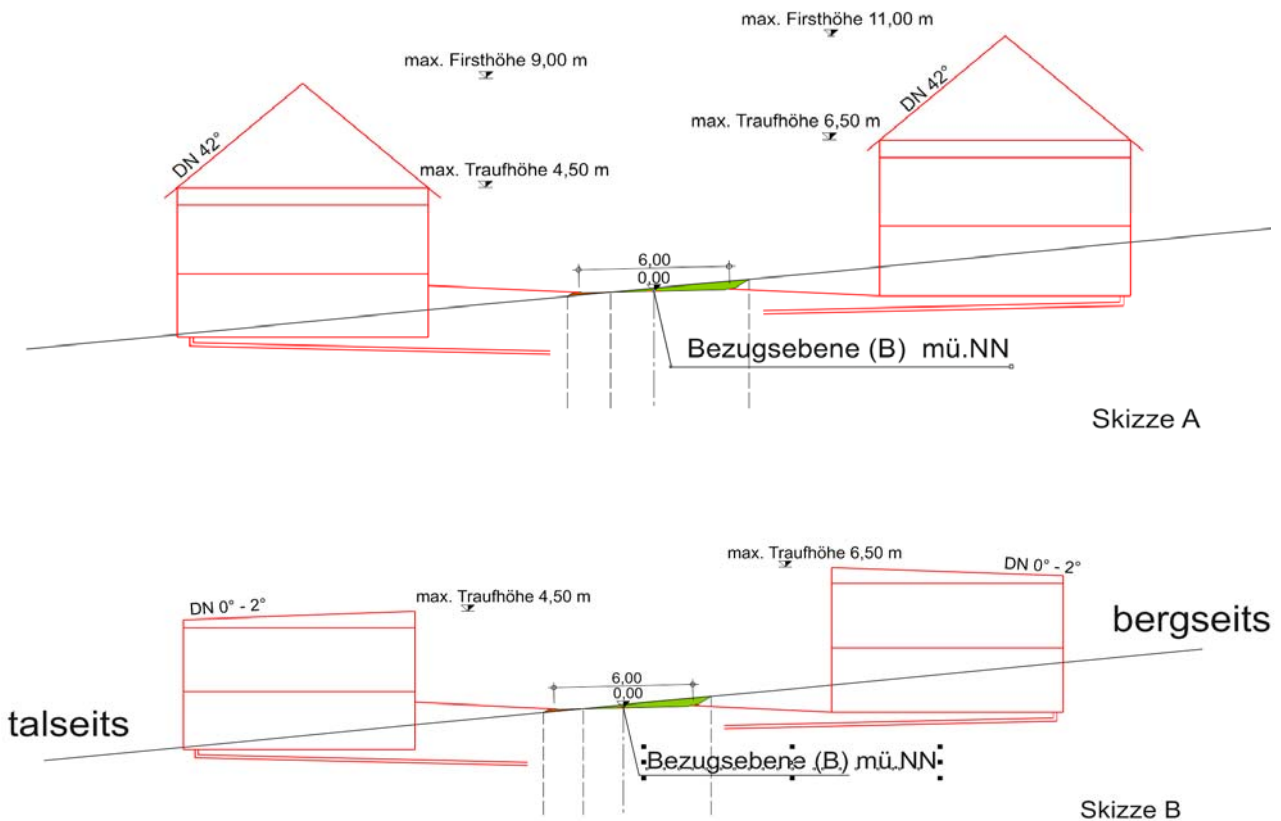 max. Firsthöhe 11,00 m
max. Firsthöhe 9,00 m
DN 42°
max. Traufhöhe 6,50 m
DN 42°
max. Traufhöhe 4,50 m
6,00
0,00
Bezugsebene (B) mü.NN
Skizze A
max. Traufhöhe 6,50 m
DN 0° - 2°
max. Traufhöhe 4,50 m
DN 0° - 2°
bergseits
6,00
0,00
talseits
Bezugsebene (B) mü.NN
Skizze B